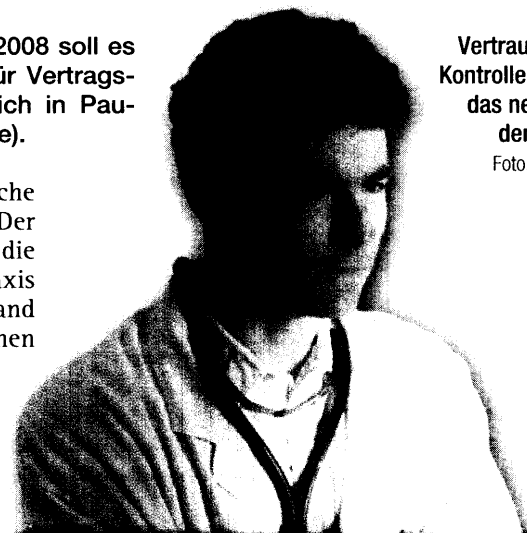 2008 soll es
ür Vertrags-
ich in Pau-
e).
che
Der
die
axis
and
nen
Vertrau
Kontrolle
das ne
der
Foto